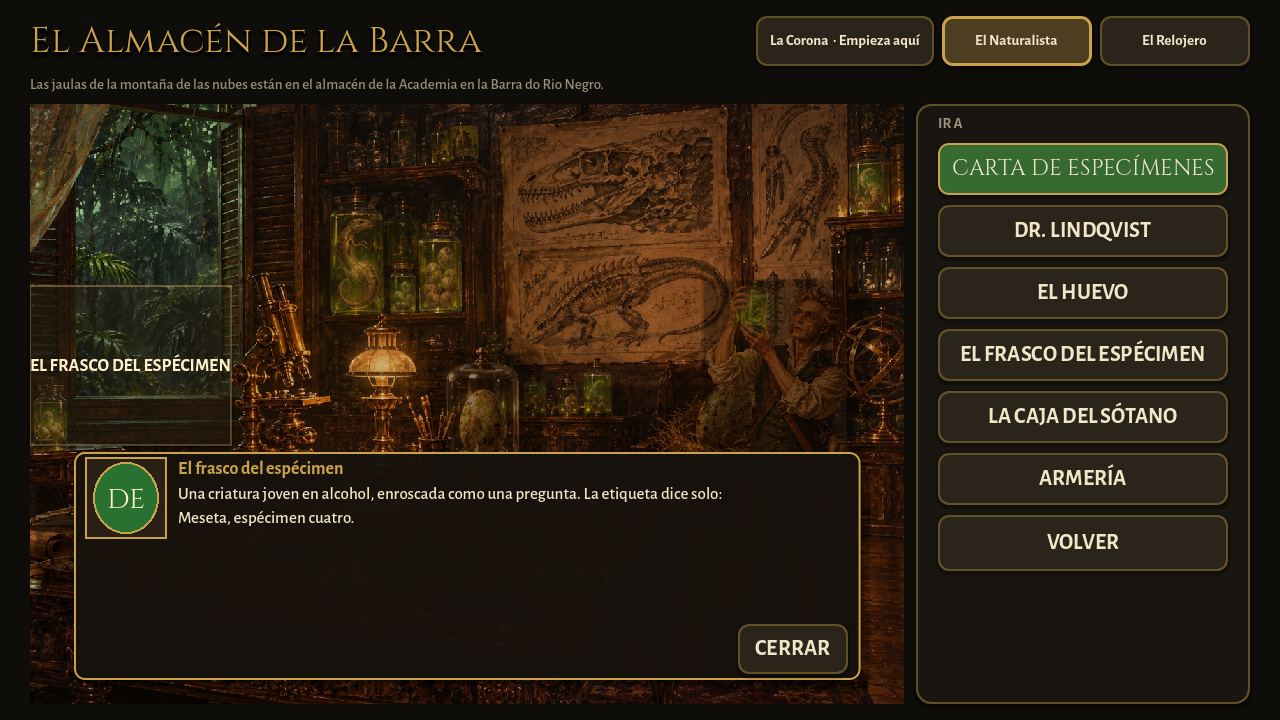 El Almacén de la Barra
La Corona · Empieza aquí
El Naturalista
El Relojero
Las jaulas de la montaña de las nubes están en el almacén de la Academia en la Barra do Rio Negro.
IR A
CARTA DE ESPECÍMENES
DR. LINDQVIST
EL HUEVO
EL FRASCO DEL ESPÉCIMEN
LA CAJA DEL SÓTANO
ARMERÍA
VOLVER
EL FRASCO DEL ESPÉCIMEN
DE
El frasco del espécimen
Una criatura joven en alcohol, enroscada como una pregunta. La etiqueta dice solo:
Meseta, espécimen cuatro.
CERRAR